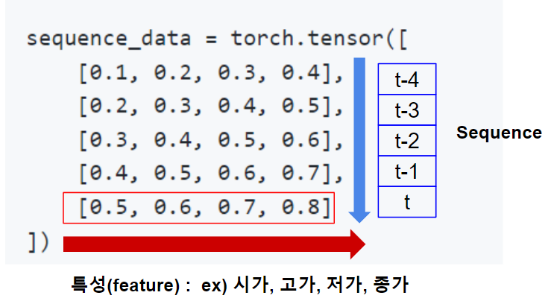 sequence_data = torch.tensor([
[0.1, 0.2, 0.3, 0.4],
t-4
[0.2, 0.3, 0.4, 0.5],
t-3
Sequence
[0.3, 0.4, 0.5, 0.6],
t-2
[0.4, 0.5, 0.6, 0.7],
t-1
[0.5, 0.6, 0.7, 0.8]
t
])
특성(feature) : ex) 시가, 고가, 저가, 종가